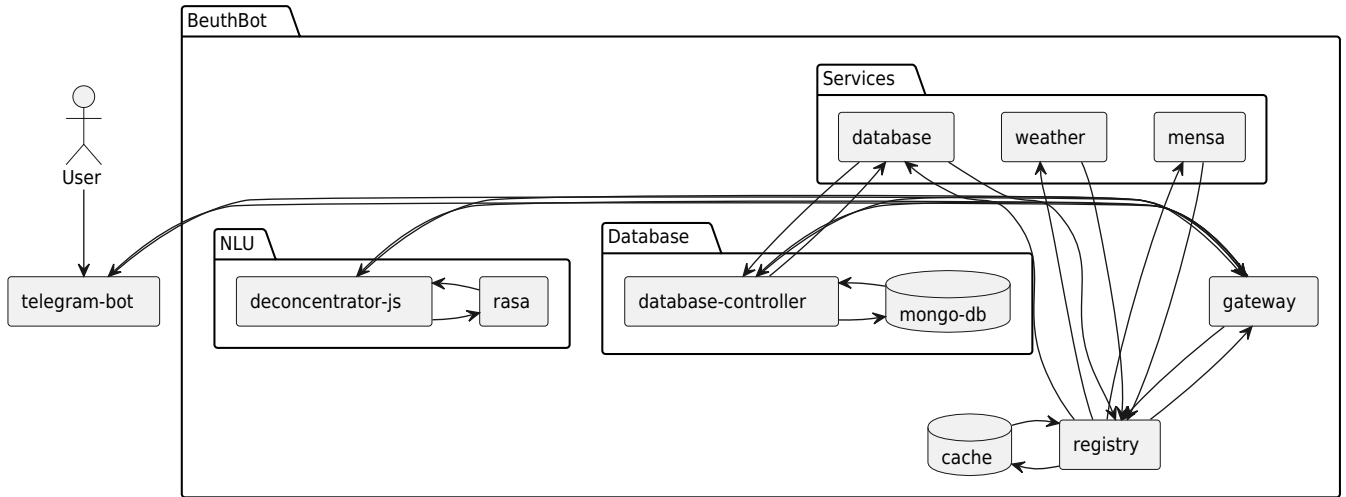 BeuthBot
Services
database
weather
mensa
User
NLU
Database
telegram-bot
deconcentrator-js
rasa
database-controller
mongo-db
gateway
cache
registry